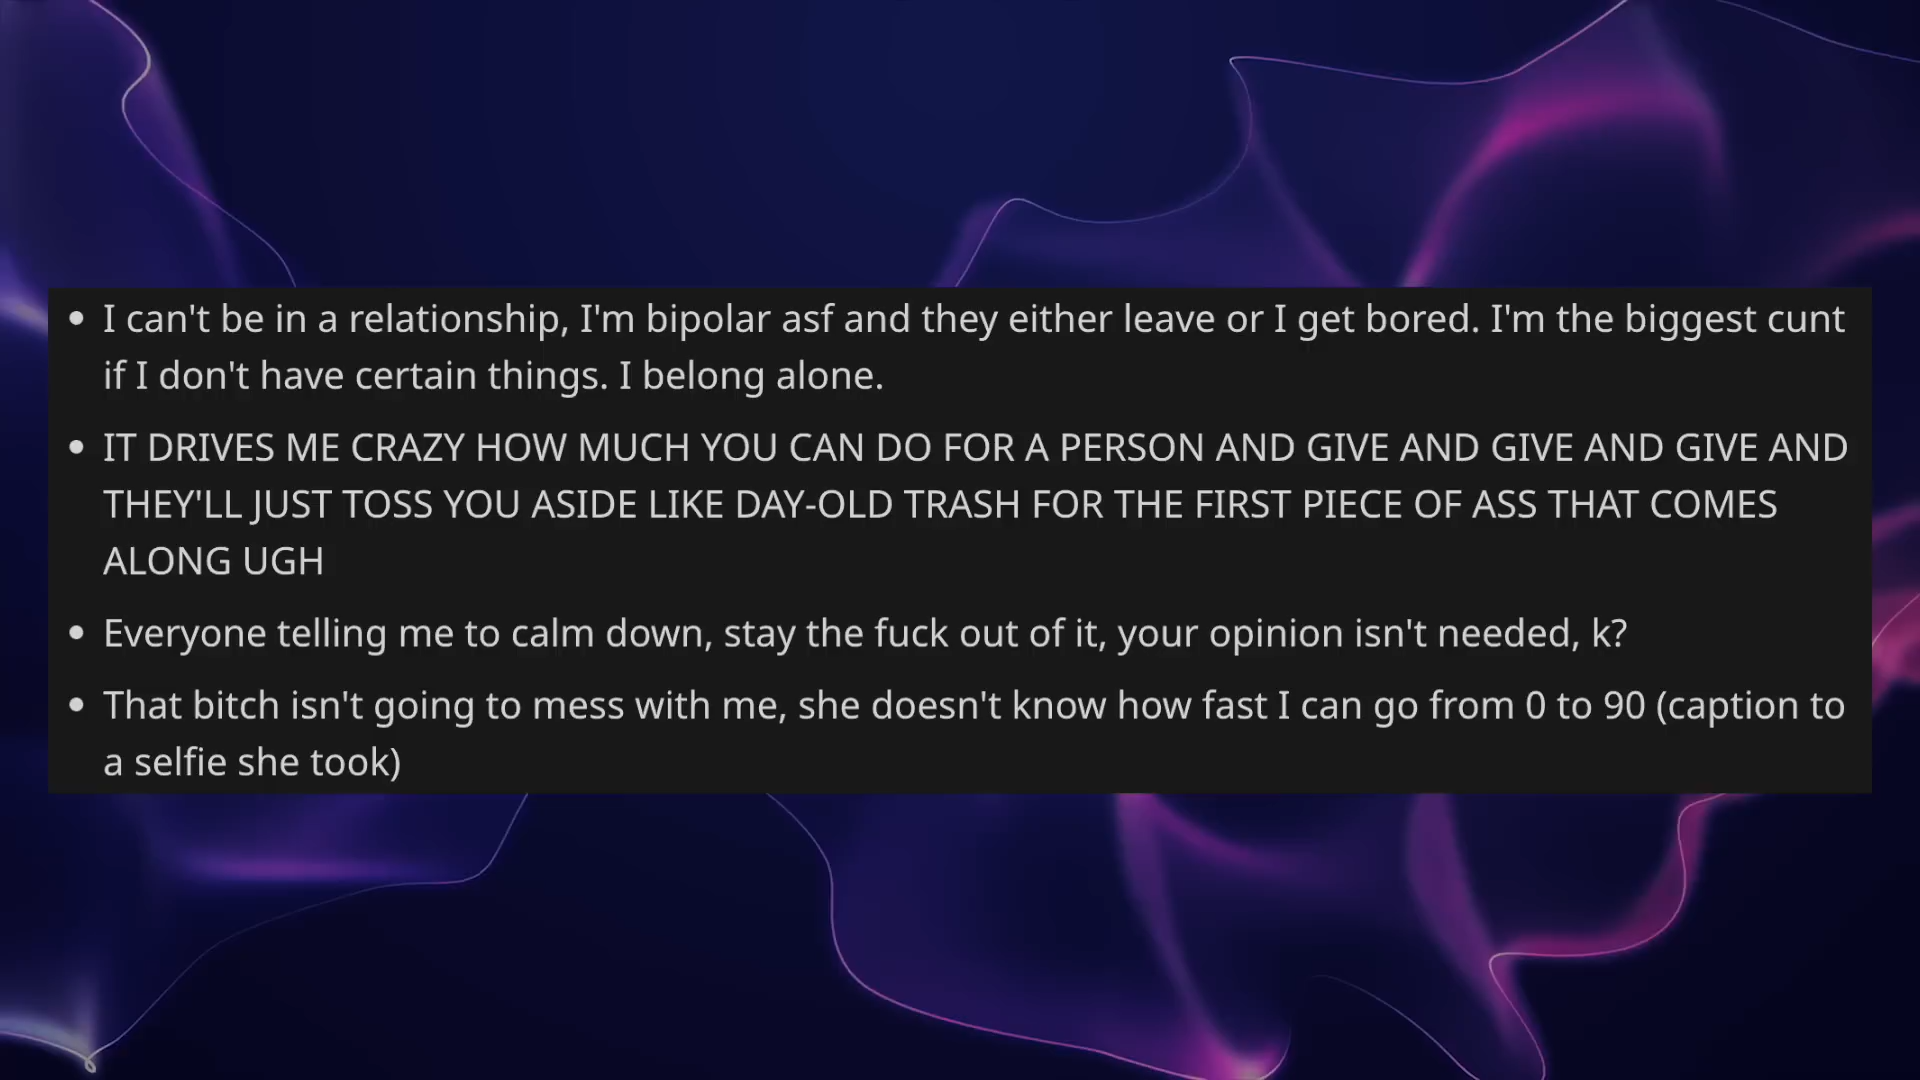 • I can't be in a relationship, I'm bipolar asf and they either leave or I get bored. I'm the biggest cunt
if I don't have certain things. I belong alone.
• IT DRIVES ME CRAZY HOW MUCH YOU CAN DO FOR A PERSON AND GIVE AND GIVE AND GIVE AND
THEY'LL JUST TOSS YOU ASIDE LIKE DAY-OLD TRASH FOR THE FIRST PIECE OF ASS THAT COMES
ALONG UGH
• Everyone telling me to calm down, stay the fuck out of it, your opinion isn't needed, k?
• That bitch isn't going to mess with me, she doesn't know how fast I can go from 0 to 90 (caption to
a selfie she took)